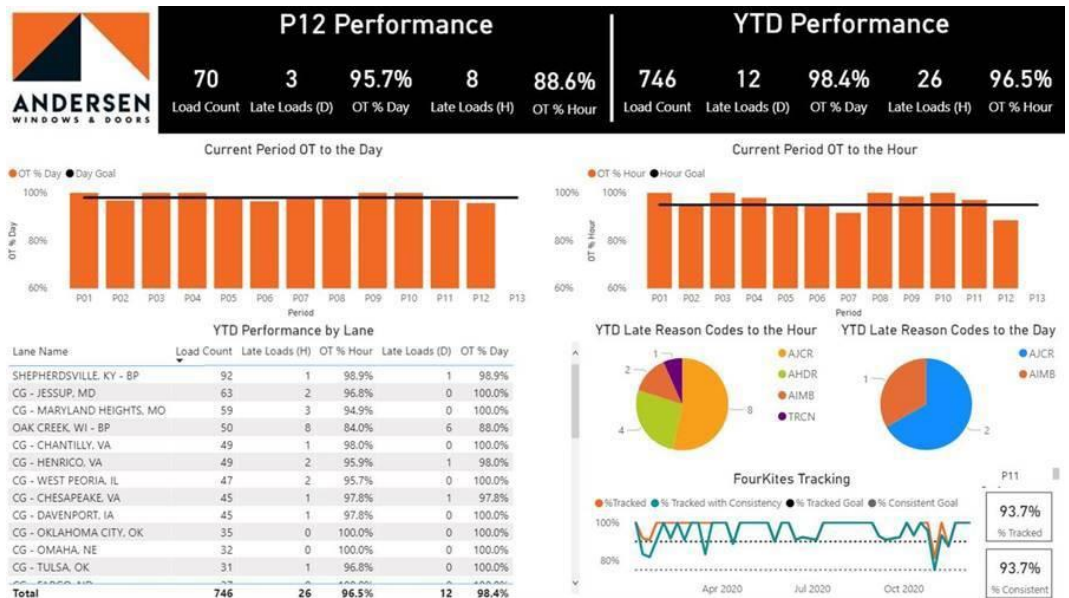 ANDERSEN
WINDOWS & DOORS
P12 Performance
70 3 95.7% 8 88.6%
Load Count Late Loads (D) OT % Day Late Loads (H) OT % Hour
YTD Performance
746 12 98.4% 26 96.5%
Load Count Late Loads (D) OT % Day Late Loads (H) OT % Hour
Current Period OT to the Day
OT % Day Day Goal
100%
80%
60%
OT % Day
P01 P02 P03 P04 P05 P06 P07 P08 P09 P10 P11 P12 P13
Period
Current Period OT to the Hour
OT % Hour Hour Goal
100% 100%
80% 80%
60% 60%
OT % Hour
P01 P02 P03 P04 P05 P06 P07 P08 P09 P10 P11 P12 P13
Period
YTD Performance by Lane
Lane Name Load Count Late Loads (H) OT % Hour Late Loads (D) OT % Day
SHEPHERDSVILLE, KY - BP 92 1 98.9% 1 98.9%
CG - JESSUP, MD 63 2 96.8% 0 100.0%
CG - MARYLAND HEIGHTS, MO 59 3 94.9% 0 100.0%
OAK CREEK, WI - BP 50 8 84.0% 6 88.0%
CG - CHANTILLY, VA 49 1 98.0% 0 100.0%
CG - HENRICO, VA 49 2 95.9% 1 98.0%
CG - WEST PEORIA, IL 47 2 95.7% 0 100.0%
CG - CHESAPEAKE, VA 45 1 97.8% 1 97.8%
CG - DAVENPORT, IA 45 1 97.8% 0 100.0%
CG - OKLAHOMA CITY, OK 35 0 100.0% 0 100.0%
CG - OMAHA, NE 32 0 100.0% 0 100.0%
CG - TULSA, OK 31 1 96.8% 0 100.0%
Total 746 26 96.5% 12 98.4%
YTD Late Reason Codes to the Hour
1
2
4
8
AJCR
AHDR
AIMB
TRCN
YTD Late Reason Codes to the Day
1
2
AJCR
AIMB
FourKites Tracking
%Tracked % Tracked with Consistency % Tracked Goal % Consistent Goal
100%
80%
Apr 2020 Jul 2020 Oct 2020
P11
93.7%
% Tracked
93.7%
% Consistent